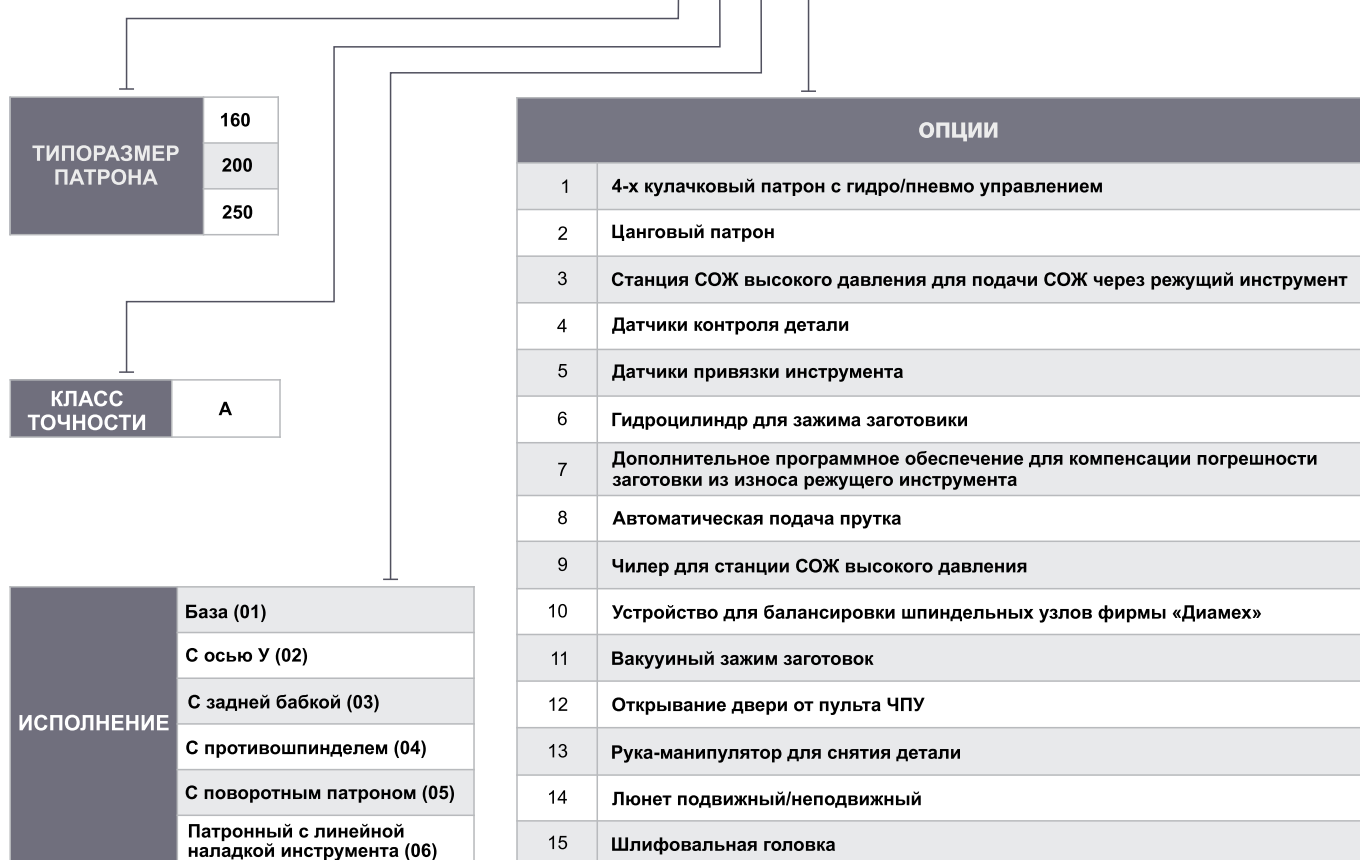 ТИПОРАЗМЕР
ПАТРОНА
160
200
250
КЛАСС
ТОЧНОСТИ
А
ИСПОЛНЕНИЕ
База (01)
С осью У (02)
С задней бабкой (03)
С противошпинделем (04)
С поворотным патроном (05)
Патронный с линейной
наладкой инструмента (06)
ОПЦИИ
1 4-х кулачковый патрон с гидро/пневмо управлением
2 Цанговый патрон
3 Станция СОЖ высокого давления для подачи СОЖ через режущий инструмент
4 Датчики контроля детали
5 Датчики привязки инструмента
6 Гидроцилиндр для зажима заготовики
7 Дополнительное программное обеспечение для компенсации погрешности
заготовки из износа режущего инструмента
8 Автоматическая подача прутка
9 Чилер для станции СОЖ высокого давления
10 Устройство для балансировки шпиндельных узлов фирмы «Диамех»
11 Вакууиный зажим заготовок
12 Открывание двери от пульта ЧПУ
13 Рука-манипулятор для снятия детали
14 Люнет подвижный/неподвижный
15 Шлифовальная головка